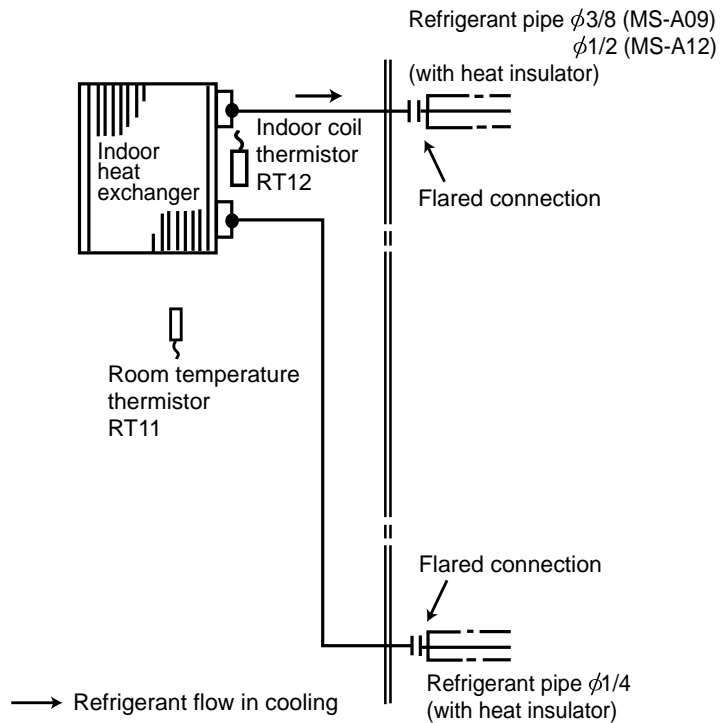 Refrigerant pipe ϕ3/8 (MS-A09)
ϕ1/2 (MS-A12)
(with heat insulator)
Indoor coil
thermistor
RT12
Indoor
heat
exchanger
Flared connection
Room temperature
thermistor
RT11
Flared connection
Refrigerant pipe ϕ1/4
(with heat insulator)
Refrigerant flow in cooling